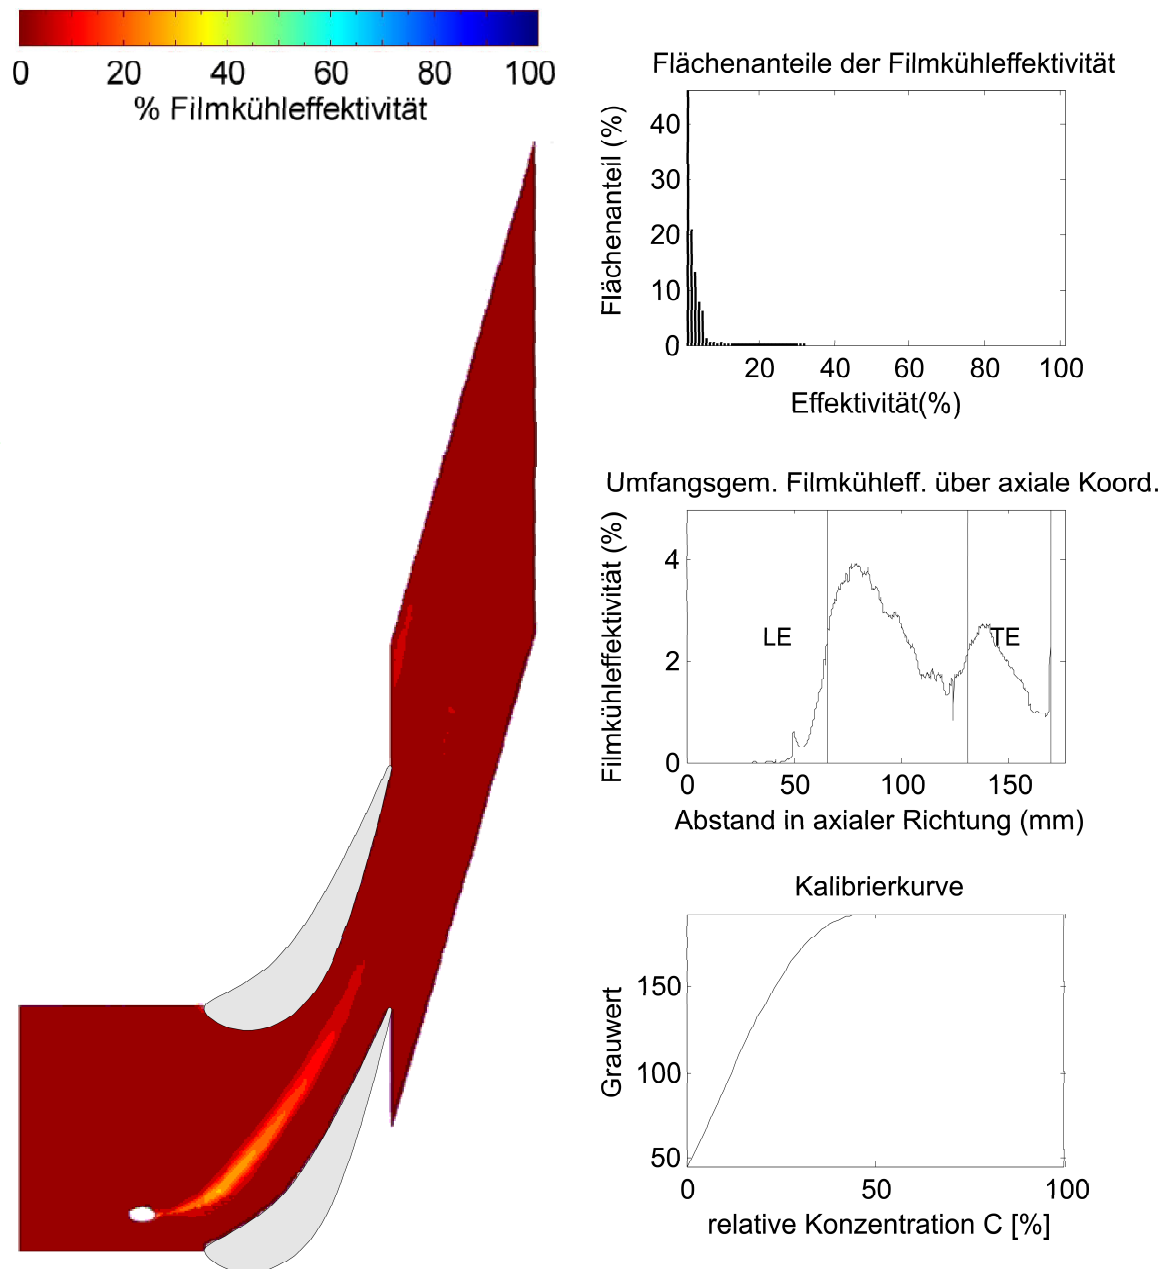 0 20 40 60 80 100
% Filmkühleffektivität
Flächenanteile der Filmkühleffektivität
Flächenanteil (%)
40
30
20
10
0
20 40 60 80 100
Effektivität(%)
Umfangsgem. Filmkühleff. über axiale Koord.
Filmkühleffektivität (%)
4
2
0
LE
TE
0 50 100 150
Abstand in axialer Richtung (mm)
Kalibrierkurve
Grauwert
150
100
50
0 50 100
relative Konzentration C [%]